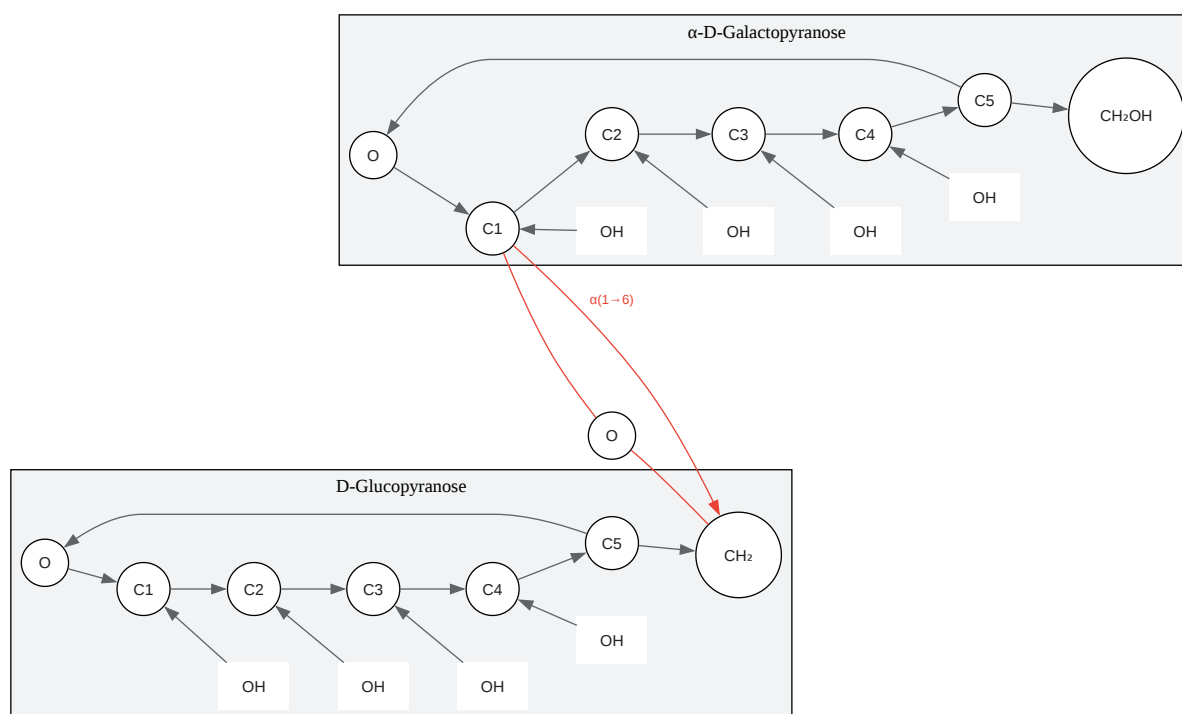 α-D-Galactopyranose
C5
CH₂OH
C2
C3
C4
O
OH
C1
OH
OH
OH
α(1→6)
O
D-Glucopyranose
C5
CH₂
O
C1
C2
C3
C4
OH
OH
OH
OH